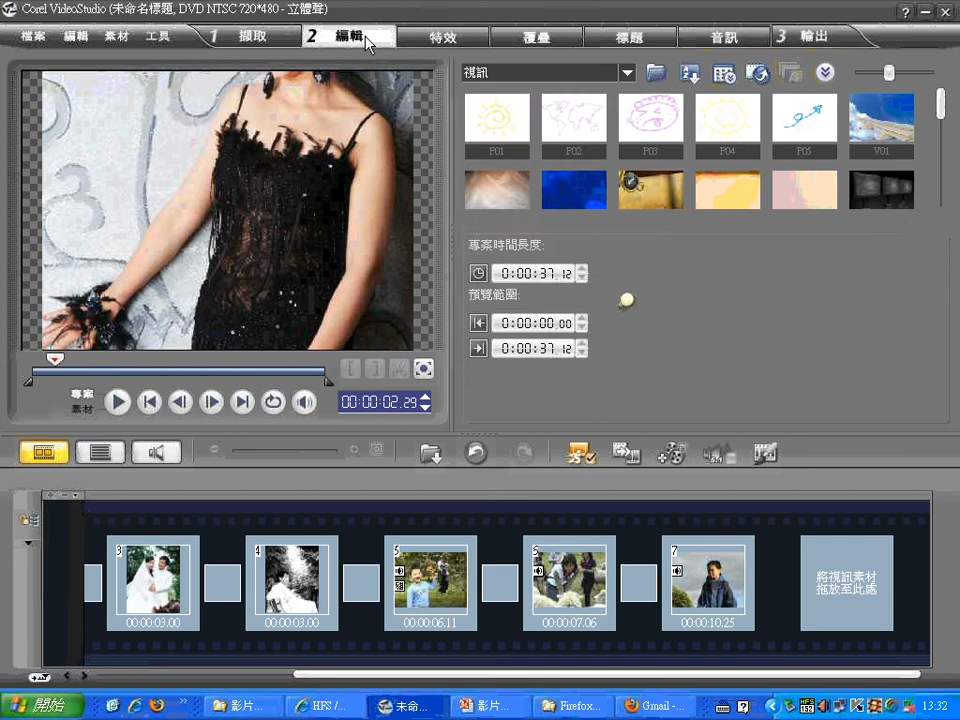 Corel VideoStudio (未命名標題, DVD NTSC 720*480 - 立體聲)
檔案 編輯 素材 工具 1 擷取 2 編輯 特效 覆疊 標題 音訊 3 輸出
視訊
P01 P02 P03 P04 P05 V01
專案時間長度:
0:00:37.12
預覽範圍:
0:00:00.00
0:00:37.12
專案
素材
00:00:02.29
3 4 5 5 7
將視訊素材
拖放至此處
00:00:03.00 00:00:03.00 00:00:06.11 00:00:07.06 00:00:10.25
開始 影片... HFS /... 未命... 影片... Firefox... Gmail -... 13:32